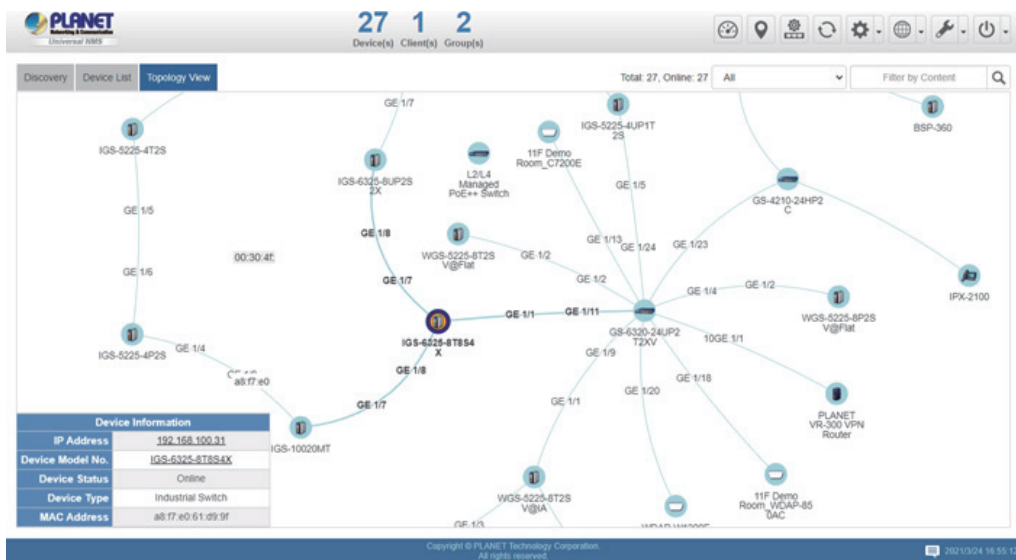 PLANET
Networking & Communication
Universal NMS
27 1 2
Device(s) Client(s) Group(s)
Discovery Device List Topology View
Total: 27, Online: 27 All Filter by Content
GE 1/7
BSP-360
IGS-5225-4UP1T
2S
IGS-5225-4T2S
11F Demo
Room_C7200E
IGS-6325-8UP2S
2X
L2/L4
Managed
PoE++ Switch
GE 1/5
GS-4210-24HP2
C
GE 1/5
GE 1/8
GE 1/13
GE 1/24
GE 1/23
WGS-5225-8T2S
V@Flat
GE 1/2
00:30:4f:
GE 1/6
GE 1/7
GE 1/2
GE 1/4
GE 1/2
IPX-2100
WGS-5225-8P2S
V@Flat
GE 1/1
GE 1/11
GS-6320-24UP2
T2XV
10GE 1/1
IGS-6325-8T8S4
X
IGS-5225-4P2S
GE 1/4
GE 1/9
GE 1/8
a8:f7:e0
GE 1/18
GE 1/20
GE 1/7
GE 1/1
PLANET
VR-300 VPN
Router
IGS-10020MT
Device Information
IP Address 192.168.100.31
Device Model No. IGS-6325-8T8S4X
Device Status Online
Device Type Industrial Switch
MAC Address a8:f7:e0:61:d9:9f
WGS-5225-8T2S
V@IA
11F Demo
Room_WDAP-85
0AC
GE 1/3
Copyright © PLANET Technology Corporation.
All rights reserved.
2021/3/24 16:55:12